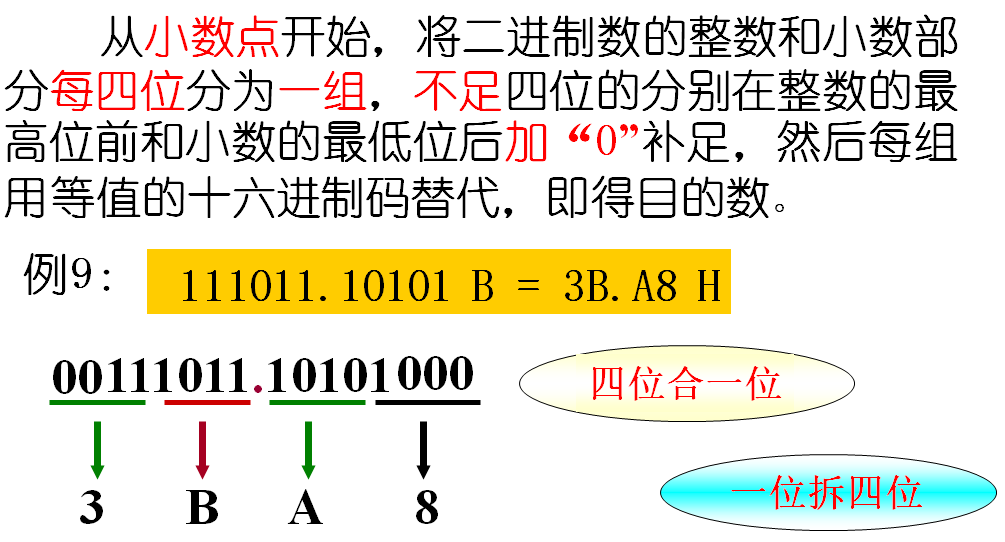 从小数点开始，将二进制数的整数和小数部
分每四位分为一组，不足四位的分别在整数的最
高位前和小数的最低位后加“0”补足，然后每组
用等值的十六进制码替代，即得目的数。
例9：
111011.10101 B = 3B.A8 H
00111011.10101000
四位合一位
3 B A 8
一位拆四位